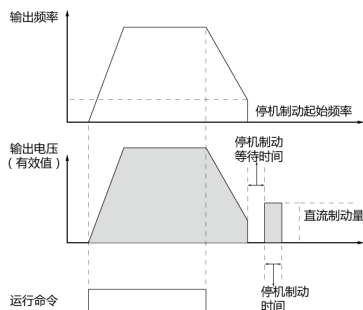 输出频率
停机制动起始频率
输出电压
（有效值）
停机制动
等待时间
直流制动量
停机制动
时间
运行命令